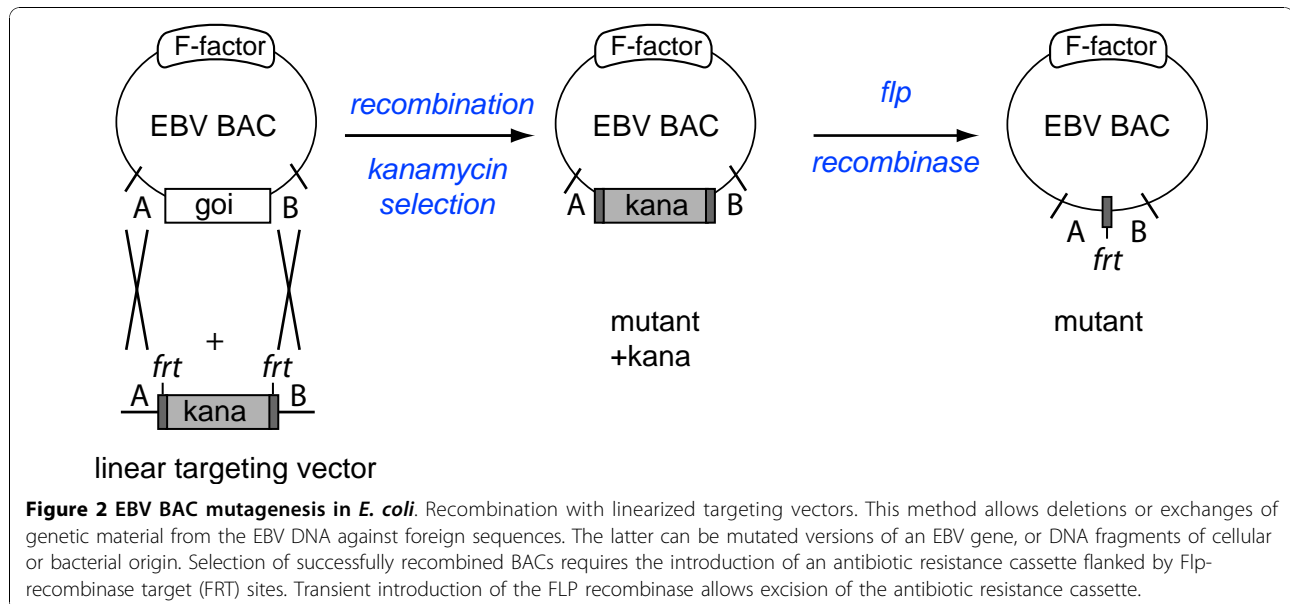 F-factor
EBV BAC
A
goi
B
+
frt
frt
A
kana
B
linear targeting vector
recombination
kanamycin
selection
F-factor
EBV BAC
A
kana
B
mutant
+kana
flp
recombinase
F-factor
EBV BAC
A
B
frt
mutant
Figure 2 EBV BAC mutagenesis in E. coli. Recombination with linearized targeting vectors. This method allows deletions or exchanges of
genetic material from the EBV DNA against foreign sequences. The latter can be mutated versions of an EBV gene, or DNA fragments of cellular
or bacterial origin. Selection of successfully recombined BACs requires the introduction of an antibiotic resistance cassette flanked by Flp-
recombinase target (FRT) sites. Transient introduction of the FLP recombinase allows excision of the antibiotic resistance cassette.